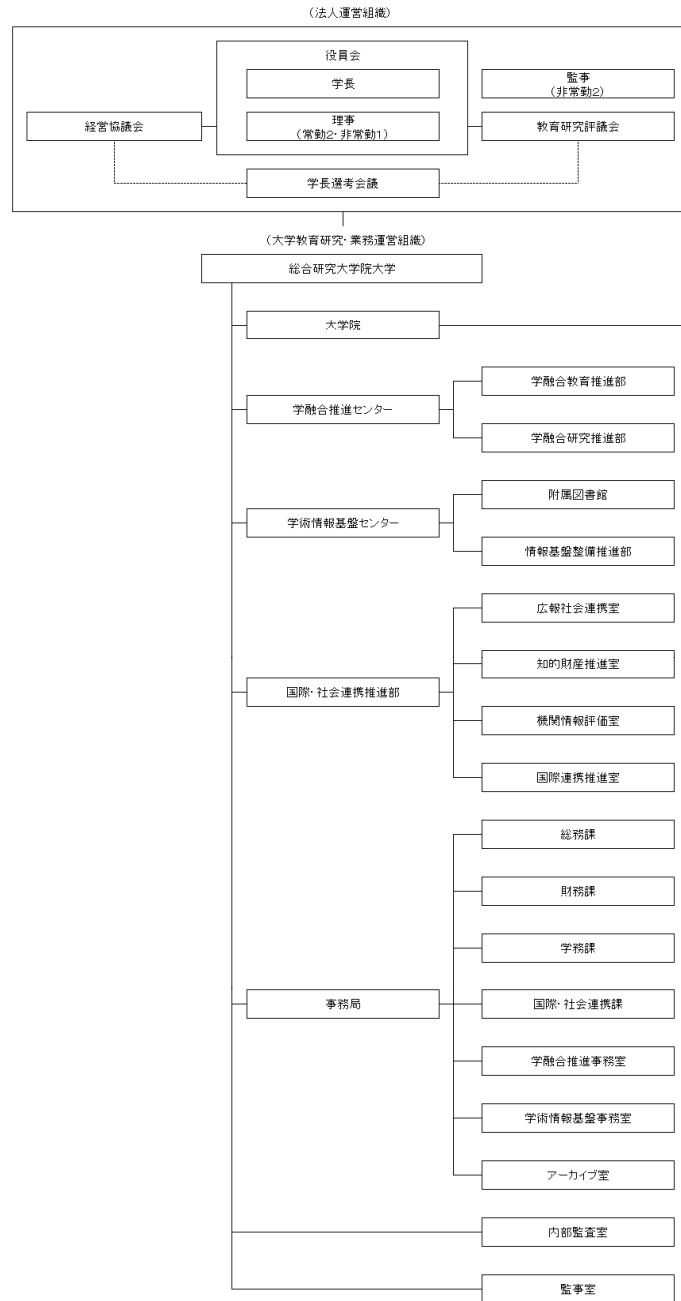 (法人運営組織)
役員会
学長
監事
(非常勤2)
経営協議会
理事
(常勤2・非常勤1)
教育研究評議会
学長選考会議
(大学教育研究・業務運営組織)
総合研究大学院大学
大学院
学融合推進センター
学融合教育推進部
学融合研究推進部
学術情報基盤センター
附属図書館
情報基盤整備推進部
国際・社会連携推進部
広報社会連携室
知的財産推進室
機関情報評価室
国際連携推進室
事務局
総務課
財務課
学務課
国際・社会連携課
学融合推進事務室
学術情報基盤事務室
アーカイブ室
内部監査室
監事室